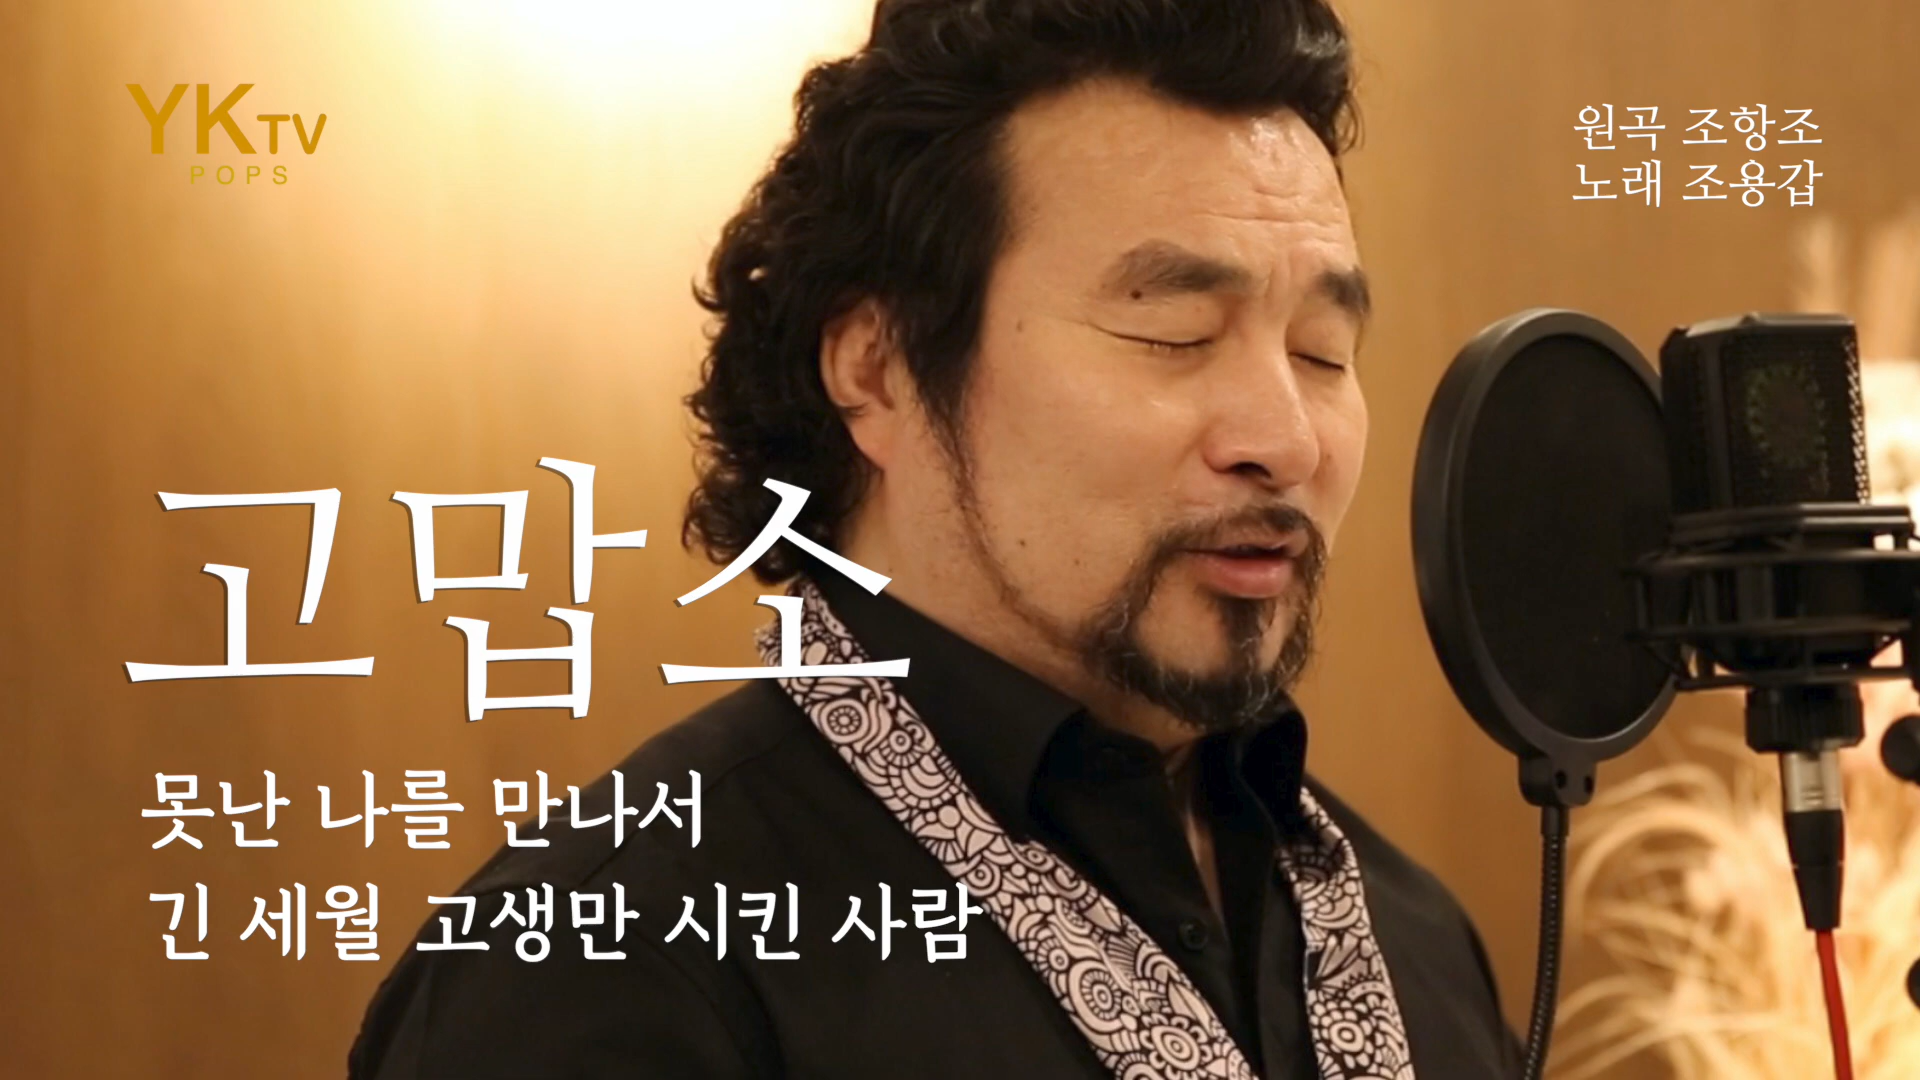 YKTV
POPS
원곡 조항조
노래 조용갑
고맙소
못난 나를 만나서
긴 세월 고생만 시킨 사람